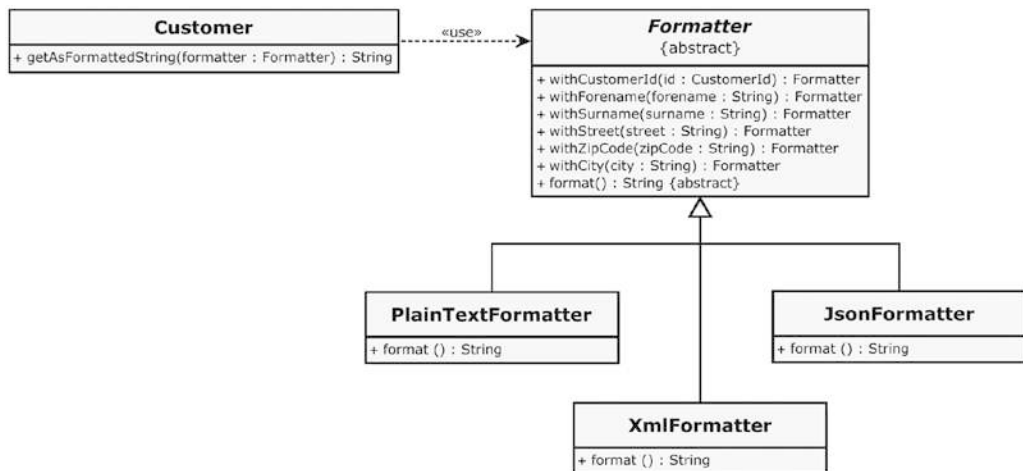 Customer
+ getAsFormattedString(formatter : Formatter) : String
«use»
Formatter
{abstract}
+ withCustomerId(id : CustomerId) : Formatter
+ withForename(forename : String) : Formatter
+ withSurname(surname : String) : Formatter
+ withStreet(street : String) : Formatter
+ withZipCode(zipCode : String) : Formatter
+ withCity(city : String) : Formatter
+ format() : String {abstract}
PlainTextFormatter
+ format () : String
JsonFormatter
+ format () : String
XmlFormatter
+ format () : String